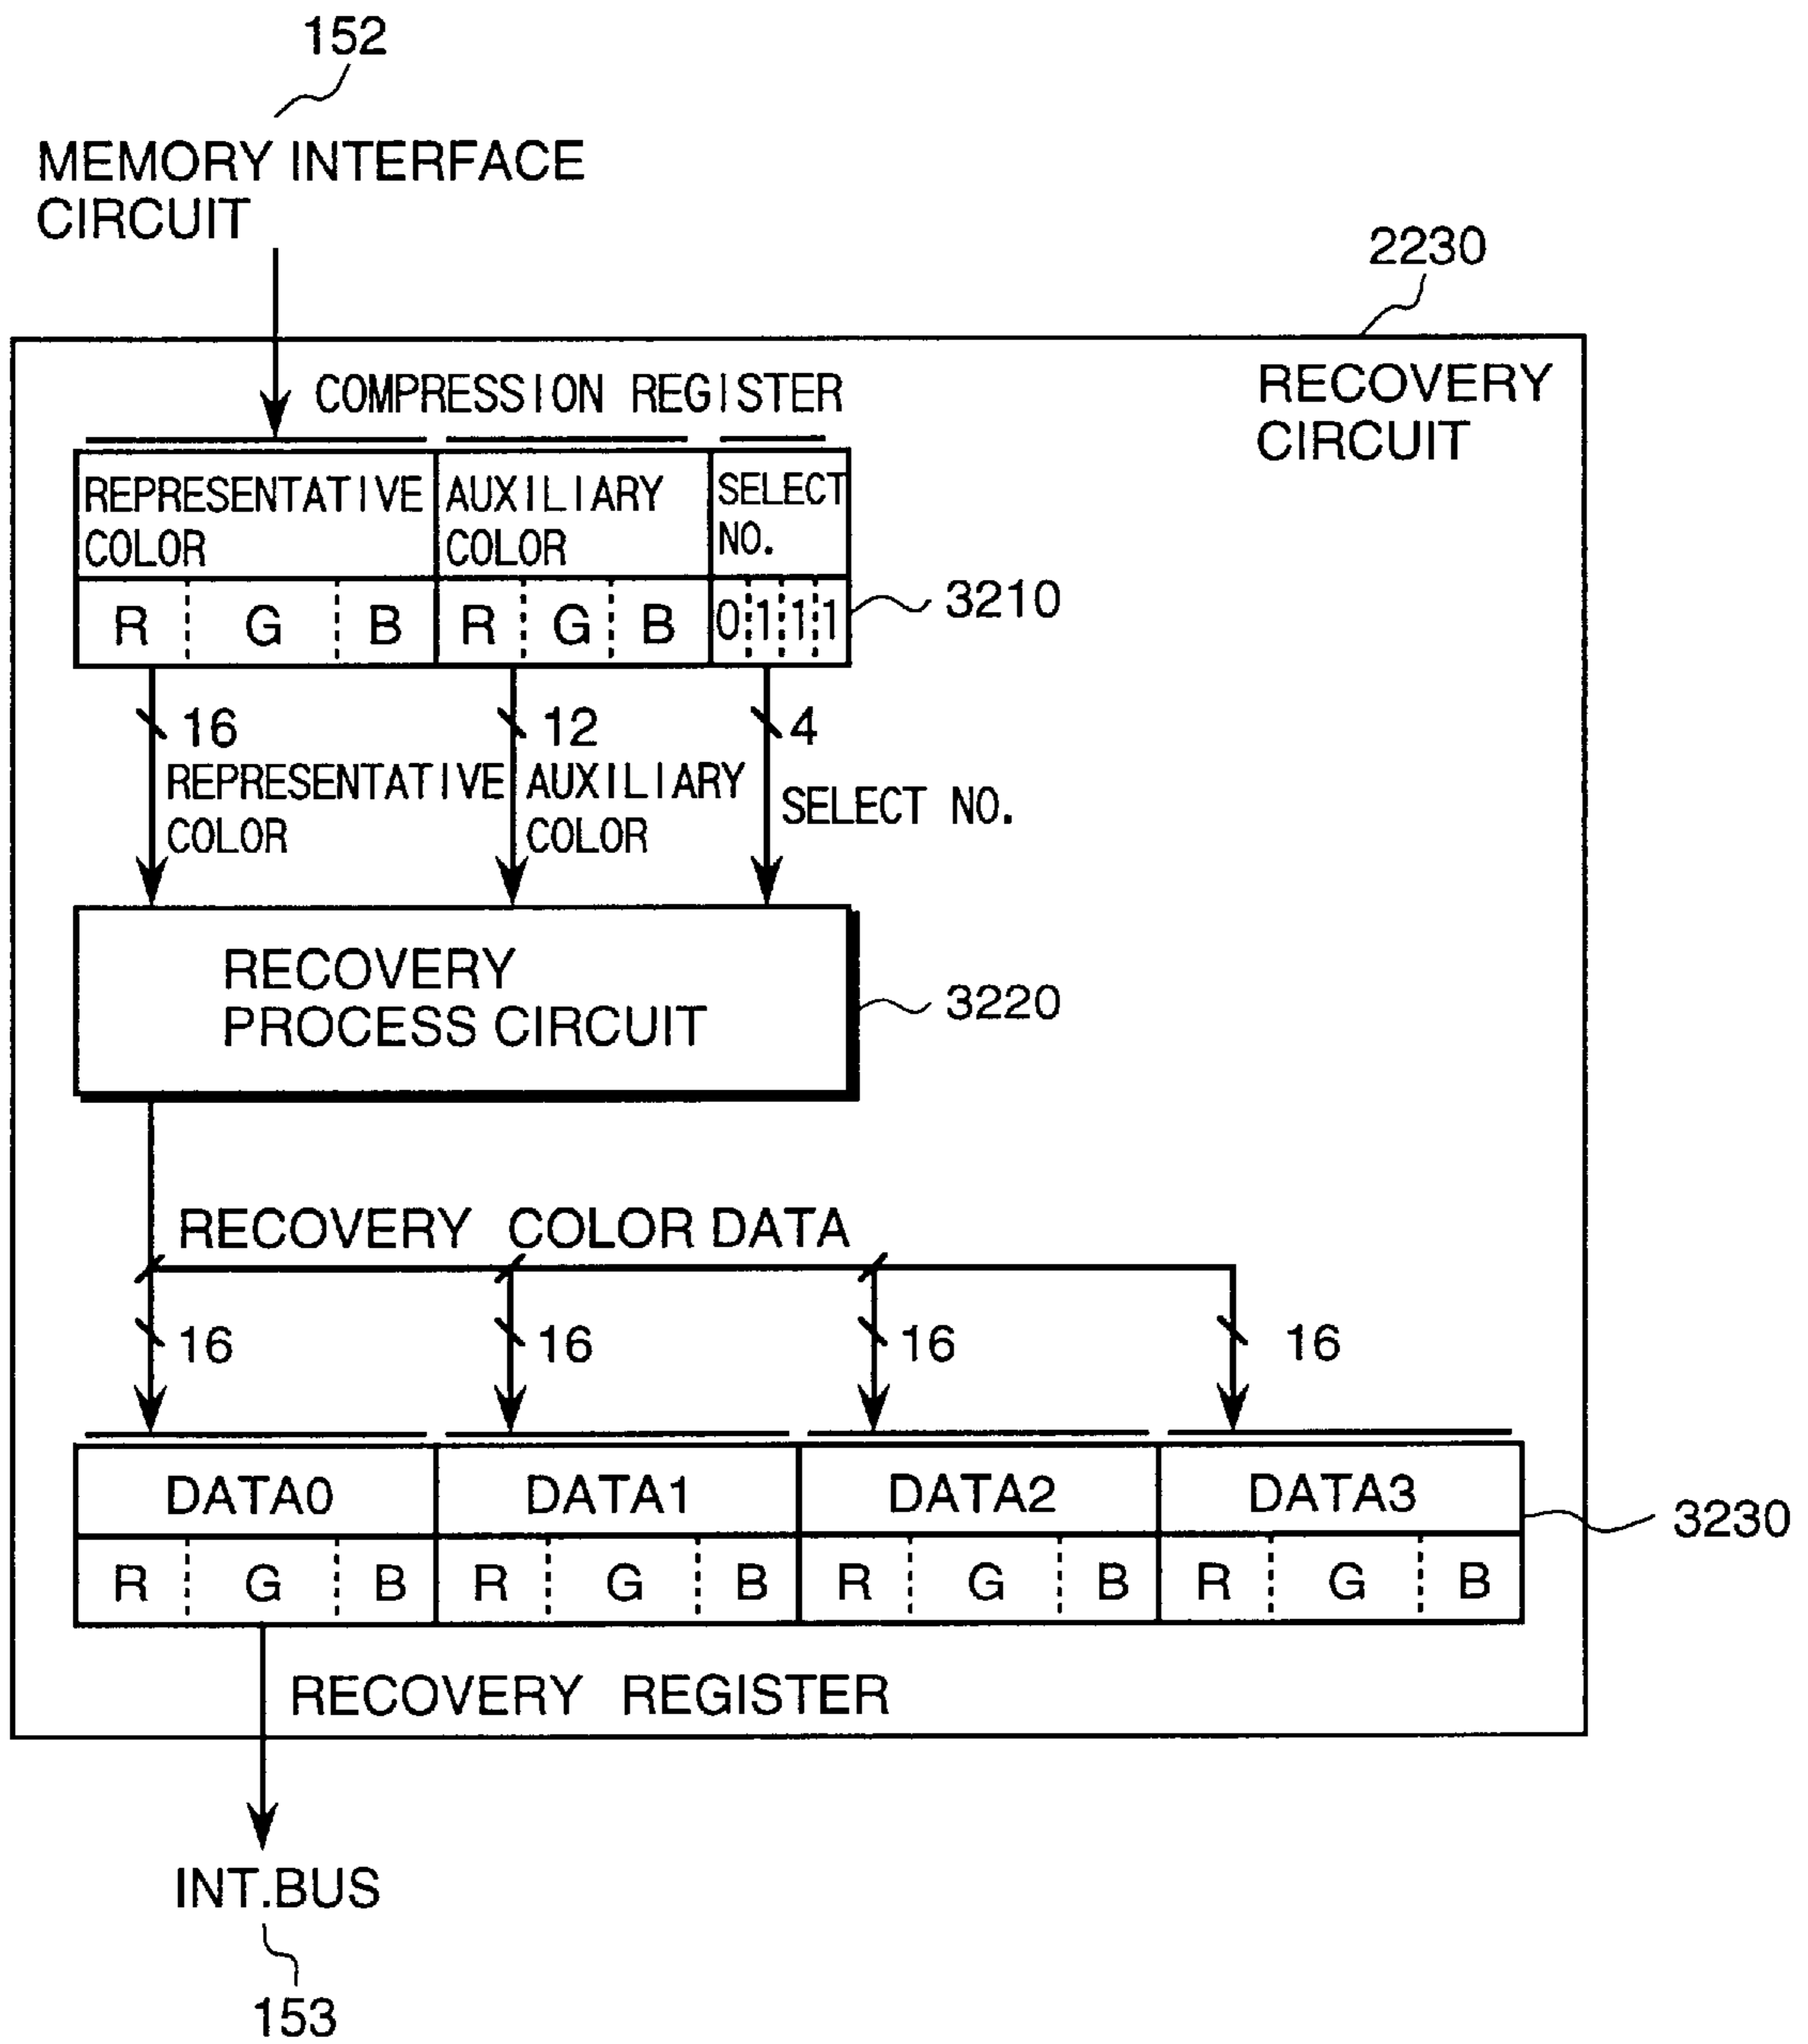 152
MEMORY INTERFACE
CIRCUIT
2230
RECOVERY
CIRCUIT
COMPRESSION REGISTER
REPRESENTATIVE COLOR AUXILIARY COLOR SELECT NO.
R G B R G B 0 1 1 1
3210
16 12 4
REPRESENTATIVE COLOR AUXILIARY COLOR SELECT NO.
RECOVERY
PROCESS CIRCUIT
3220
RECOVERY COLOR DATA
16 16 16 16
DATA0 DATA1 DATA2 DATA3
3230
R G B R G B R G B R G B
RECOVERY REGISTER
INT.BUS
153